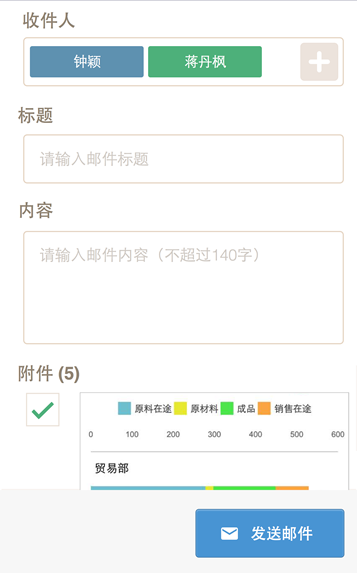 收件人
钟颖 蒋丹枫
标题
请输入邮件标题
内容
请输入邮件内容（不超过140字）
附件 (5)
原料在途 原材料 成品 销售在途
0 100 200 300 400 500 600
贸易部
发送邮件